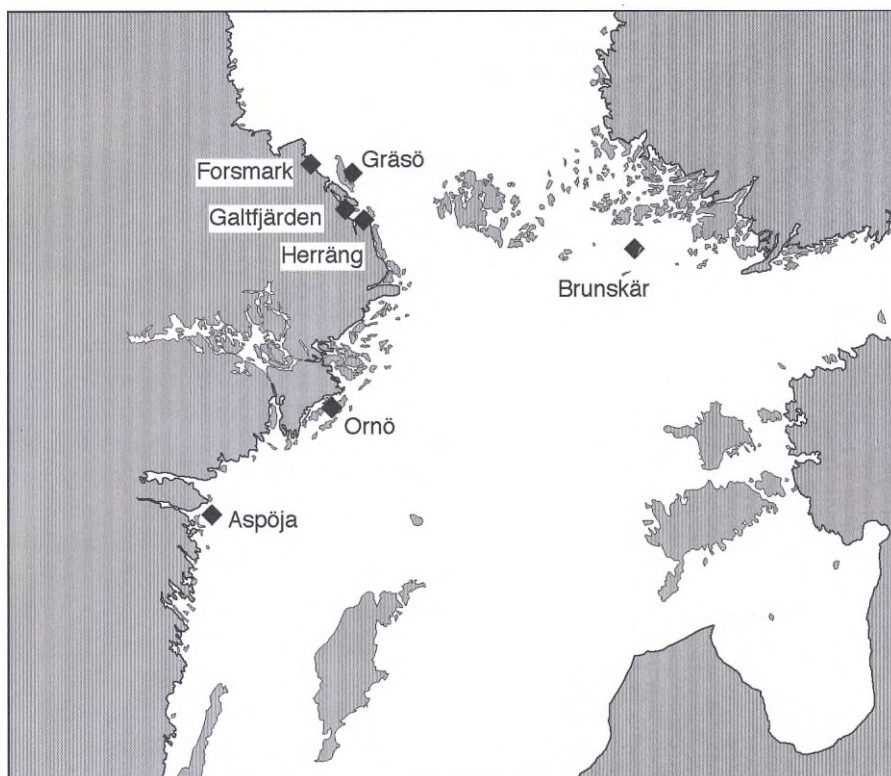 Forsmark
Gräsö
Galtfjärden
Herräng
Brunskär
Ornö
Aspöja